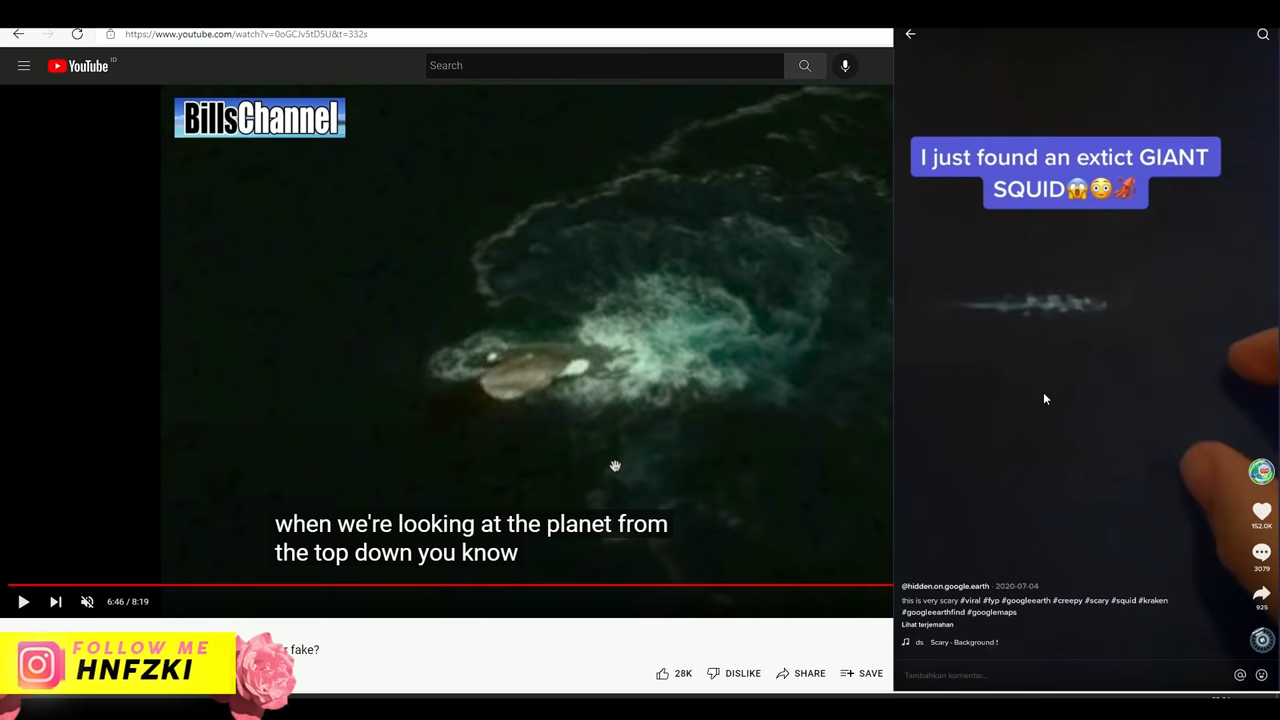 https://www.youtube.com/watch?v=0oGCJv5tD5U&t=332s
YouTube ID
Search
BillsChannel
when we're looking at the planet from
the top down you know
6:46 / 8:19
fake?
28K
DISLIKE
SHARE
SAVE
FOLLOW ME
HNFZKI
I just found an extict GIANT
SQUID😱😳🦑
152.0K
3079
925
@hidden.on.google.earth - 2020-07-04
this is very scary #viral #fyp #googleearth #creepy #scary #squid #kraken
#googleearthfind #googlemaps
Lihat terjemahan
ds Scary - Background
Tambahkan komentar...